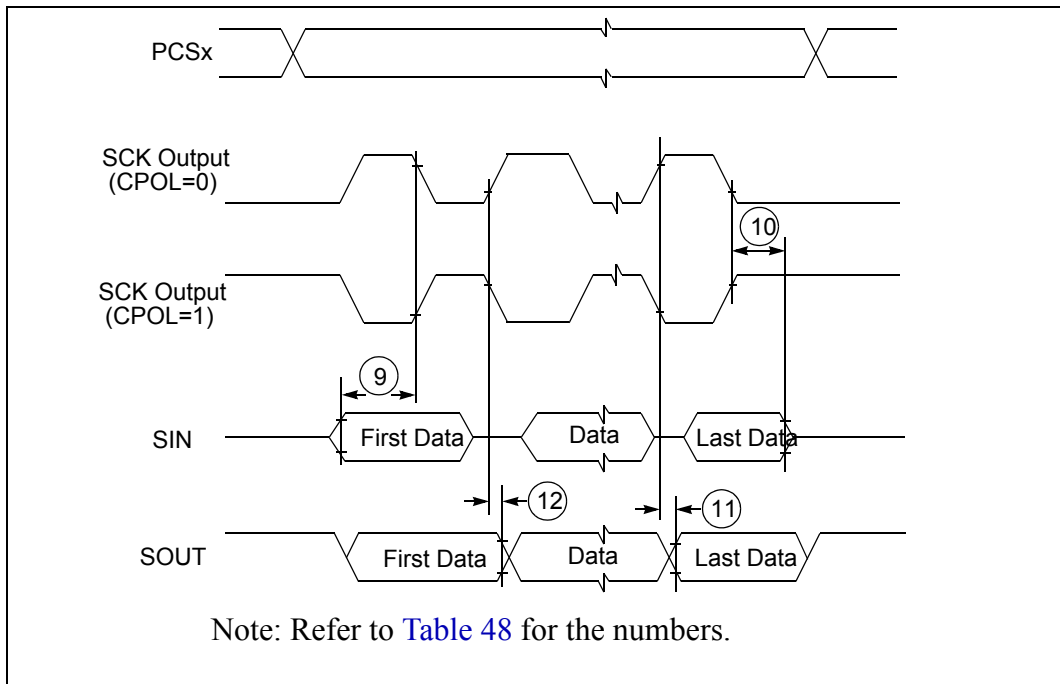 PCSx
SCK Output
(CPOL=0)
10
SCK Output
(CPOL=1)
9
SIN
First Data
Data
Last Data
12
11
SOUT
First Data
Data
Last Data
Note: Refer to Table 48 for the numbers.